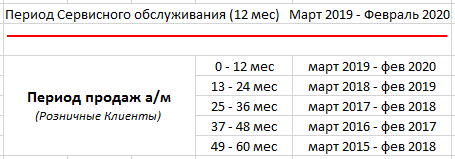 Период Сервисного обслуживания (12 мес) Март 2019 - Февраль 2020
0 - 12 мес март 2019 - фев 2020
13 - 24 мес март 2018 - фев 2019
Период продаж а/м 25 - 36 мес март 2017 - фев 2018
(Розничные Клиенты) 37 - 48 мес март 2016 - фев 2017
49 - 60 мес март 2015 - фев 2018